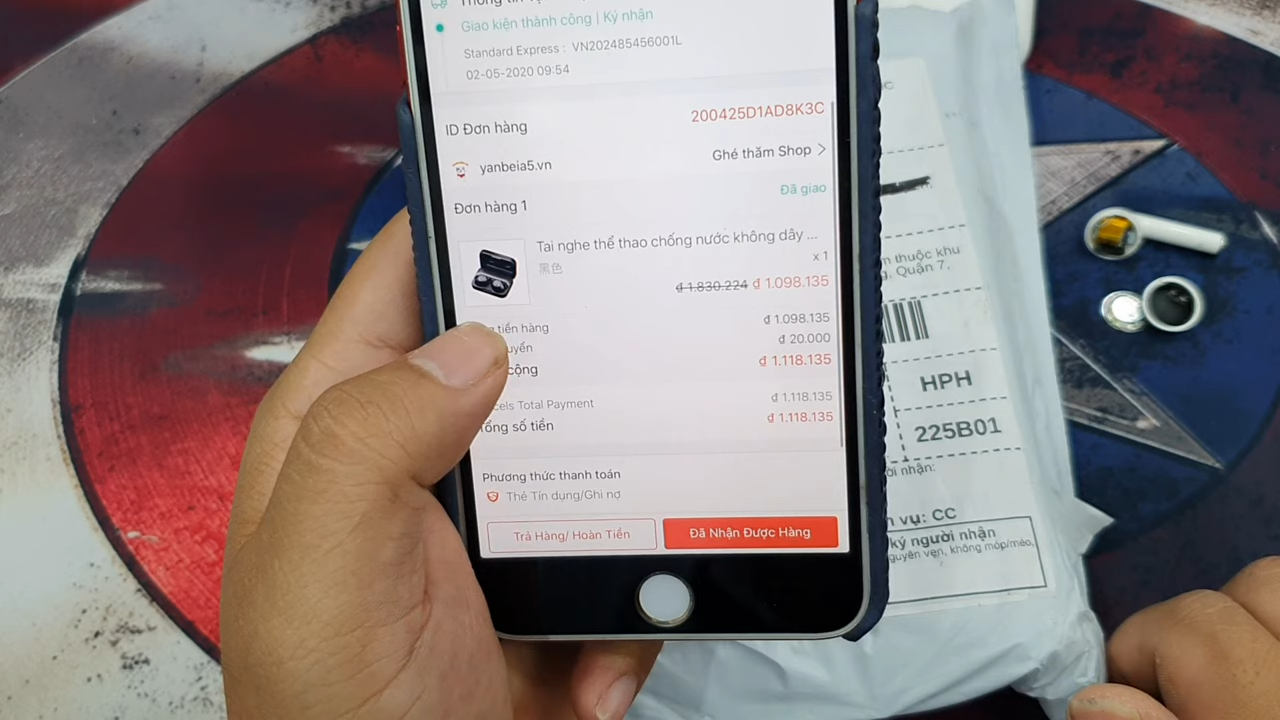 Thông tin vận
Giao kiện thành công | Ký nhận
Standard Express : VN202485456001L
02-05-2020 09:54
ID Đơn hàng
200425D1AD8K3C
yanbeia5.vn
Ghé thăm Shop >
Đã giao
Đơn hàng 1
Tai nghe thể thao chống nước không dây ...
黑色
x 1
₫ 1.830.224 ₫ 1.098.135
tiền hàng
₫ 1.098.135
uyển
₫ 20.000
cộng
₫ 1.118.135
cels Total Payment
₫ 1.118.135
Tổng số tiền
₫ 1.118.135
Phương thức thanh toán
Thẻ Tín dụng/Ghi nợ
Trả Hàng/ Hoàn Tiền
Đã Nhận Được Hàng
thuộc khu
Quận 7,
HPH
225B01
nhận:
vụ: CC
ký người nhận
guyên vẹn, không móp/méo,